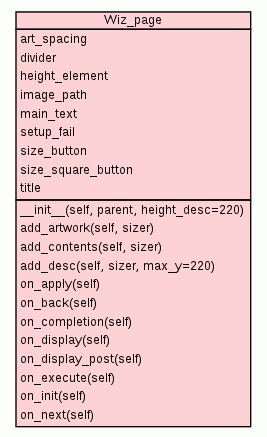 Wiz_page
art_spacing
divider
height_element
image_path
main_text
setup_fail
size_button
size_square_button
title
__init__(self, parent, height_desc=220)
add_artwork(self, sizer)
add_contents(self, sizer)
add_desc(self, sizer, max_y=220)
on_apply(self)
on_back(self)
on_completion(self)
on_display(self)
on_display_post(self)
on_execute(self)
on_init(self)
on_next(self)